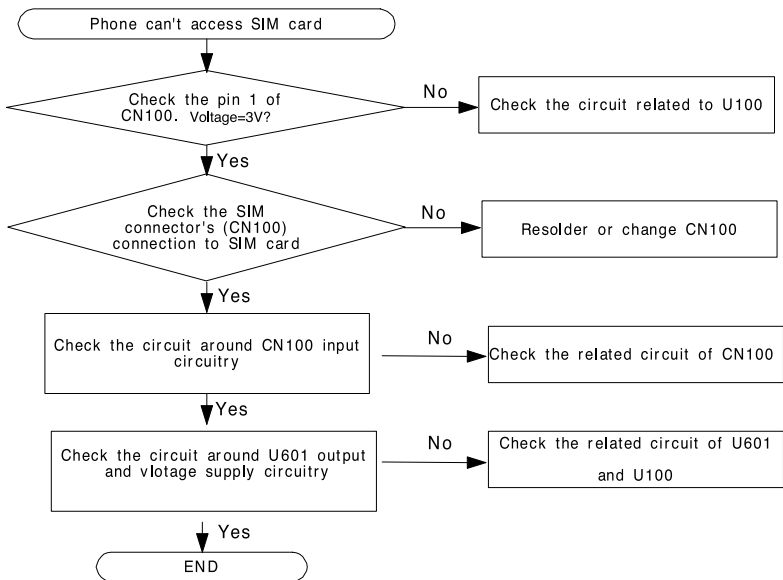 Phone can't access SIM card
Check the pin 1 of
CN100. Voltage=3V?
No
Check the circuit related to U100
Yes
Check the SIM
connector's (CN100)
connection to SIM card
No
Resolder or change CN100
Yes
Check the circuit around CN100 input
circuitry
No
Check the related circuit of CN100
Yes
Check the circuit around U601 output
and vlotage supply circuitry
No
Check the related circuit of U601
and U100
Yes
END